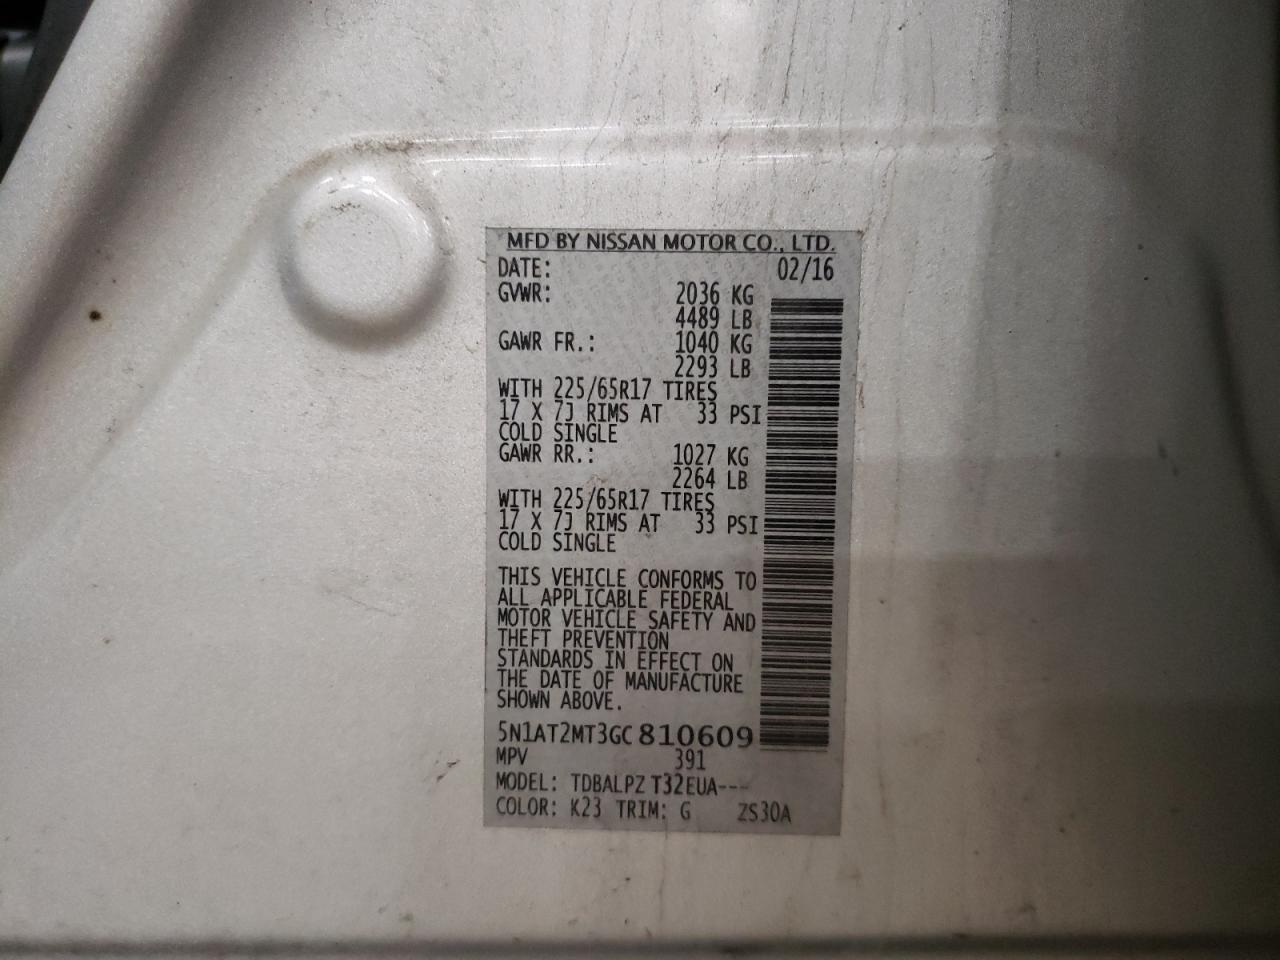 MFD BY NISSAN MOTOR CO., LTD.
DATE: 02/16
GVWR: 2036 KG
4489 LB
GAWR FR.: 1040 KG
2293 LB
WITH 225/65R17 TIRES
17 X 7J RIMS AT 33 PSI
COLD SINGLE
GAWR RR.: 1027 KG
2264 LB
WITH 225/65R17 TIRES
17 X 7J RIMS AT 33 PSI
COLD SINGLE
THIS VEHICLE CONFORMS TO
ALL APPLICABLE FEDERAL
MOTOR VEHICLE SAFETY AND
THEFT PREVENTION
STANDARDS IN EFFECT ON
THE DATE OF MANUFACTURE
SHOWN ABOVE.
5N1AT2MT3GC810609
MPV 391
MODEL: TDBALPZ T32EUA---
COLOR: K23 TRIM: G ZS30A